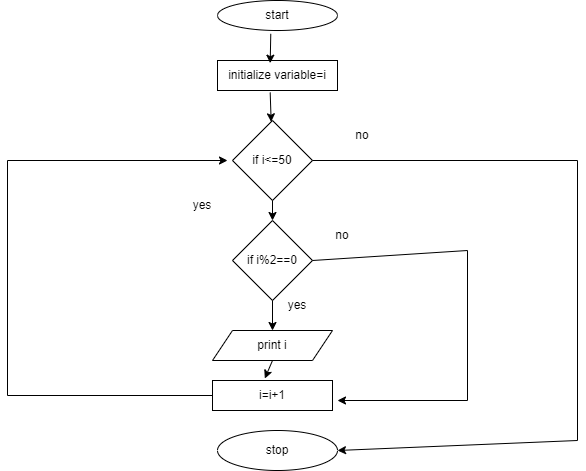 start
initialize variable=i
no
if i<=50
yes
no
if i%2==0
yes
print i
i=i+1
stop